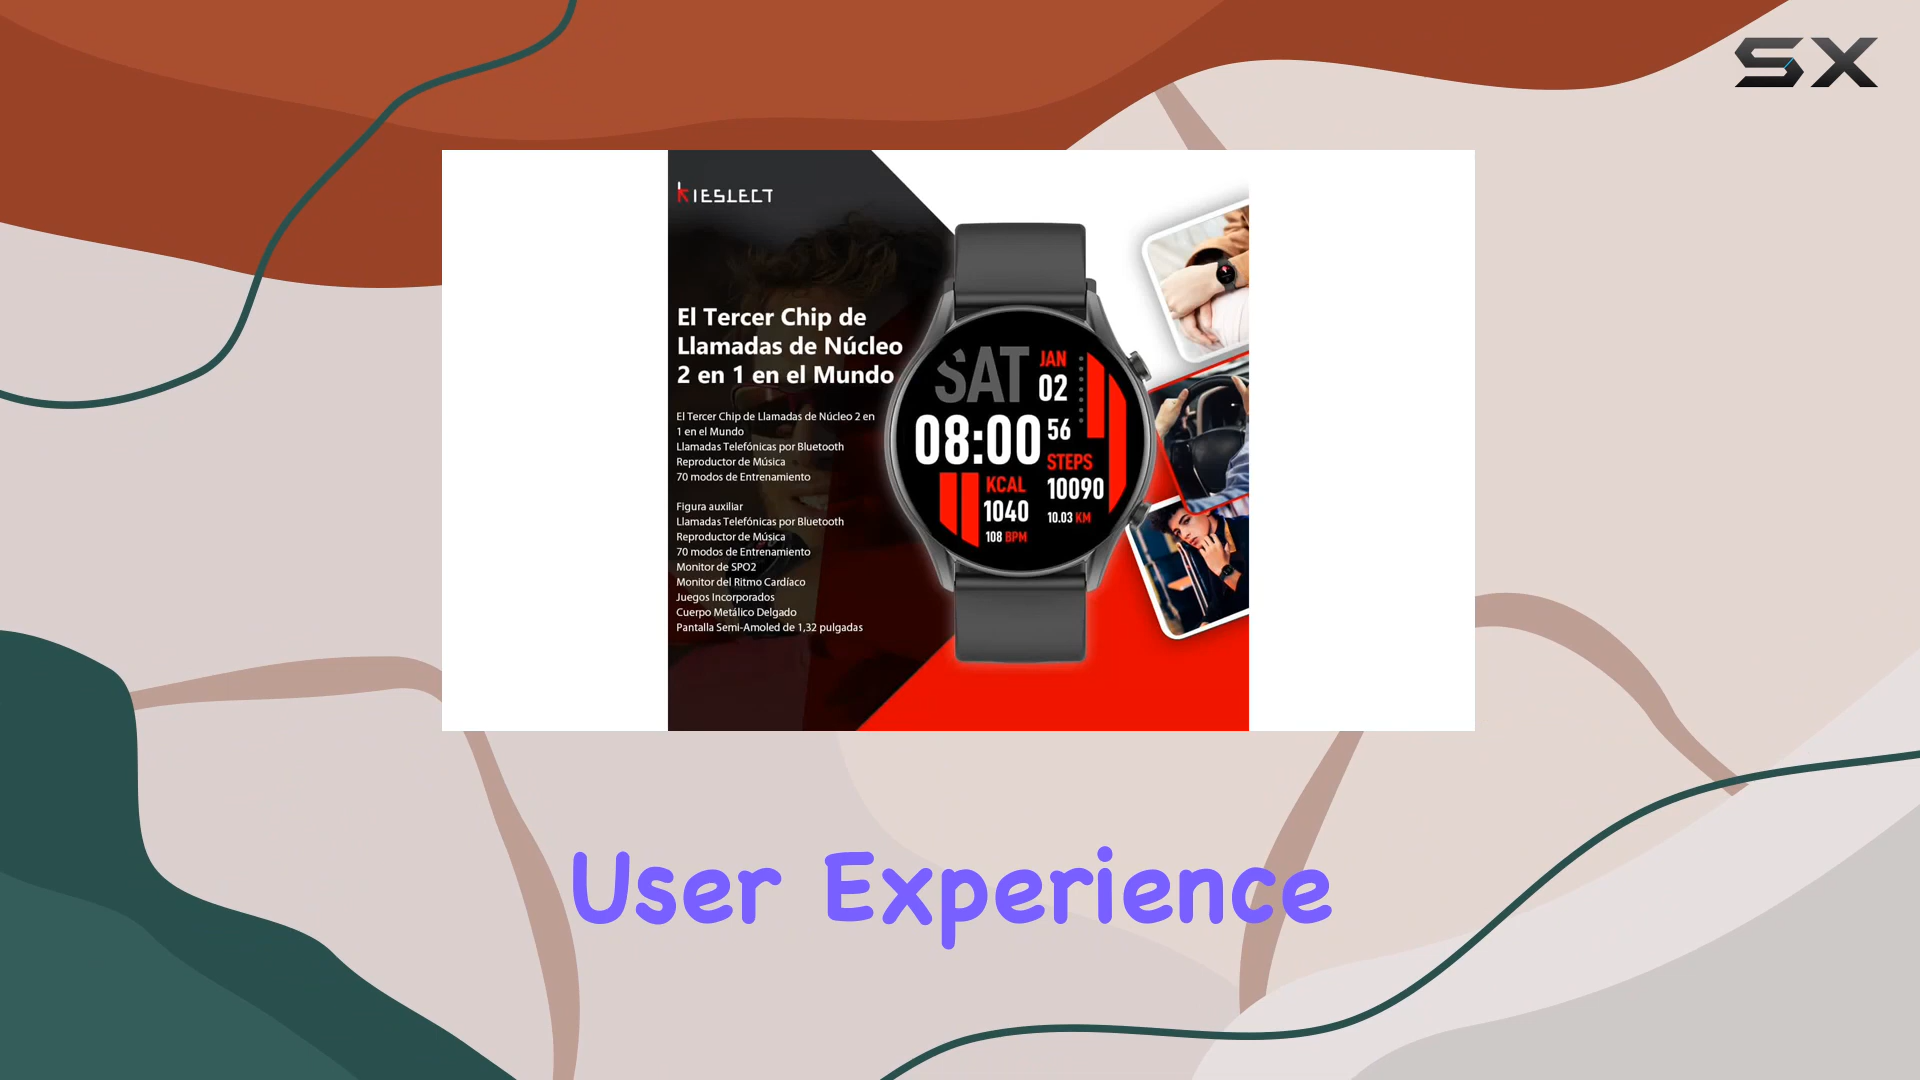 SX
KIESLECT
El Tercer Chip de
Llamadas de Núcleo
2 en 1 en el Mundo
El Tercer Chip de Llamadas de Núcleo 2 en
1 en el Mundo
Llamadas Telefónicas por Bluetooth
Reproductor de Música
70 modos de Entrenamiento
Figura auxiliar
Llamadas Telefónicas por Bluetooth
Reproductor de Música
70 modos de Entrenamiento
Monitor de SPO2
Monitor del Ritmo Cardíaco
Juegos Incorporados
Cuerpo Metálico Delgado
Pantalla Semi-Amoled de 1,32 pulgadas
SAT
JAN
02
08:00
56
STEPS
10090
10.03 KM
KCAL
1040
108 BPM
User Experience